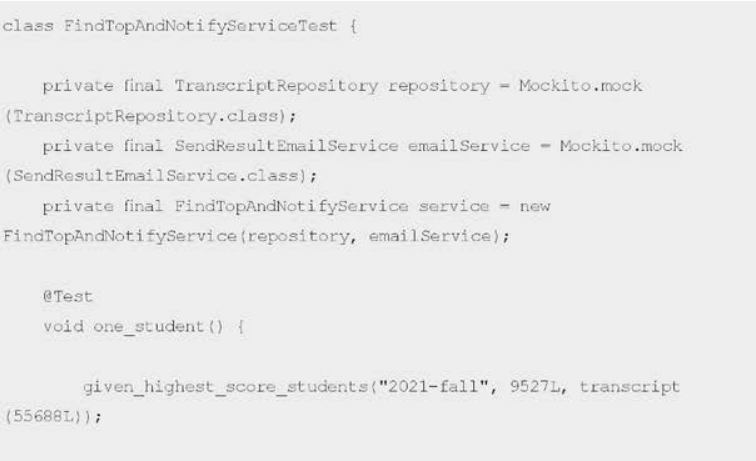 class FindTopAndNotifyServiceTest {
private final TranscriptRepository repository = Mockito.mock
(TranscriptRepository.class);
private final SendResultEmailService emailService = Mockito.mock
(SendResultEmailService.class);
private final FindTopAndNotifyService service = new
FindTopAndNotifyService(repository, emailService);
@Test
void one_student() {
given_highest_score_students("2021-fall", 9527L, transcript
(55688L));